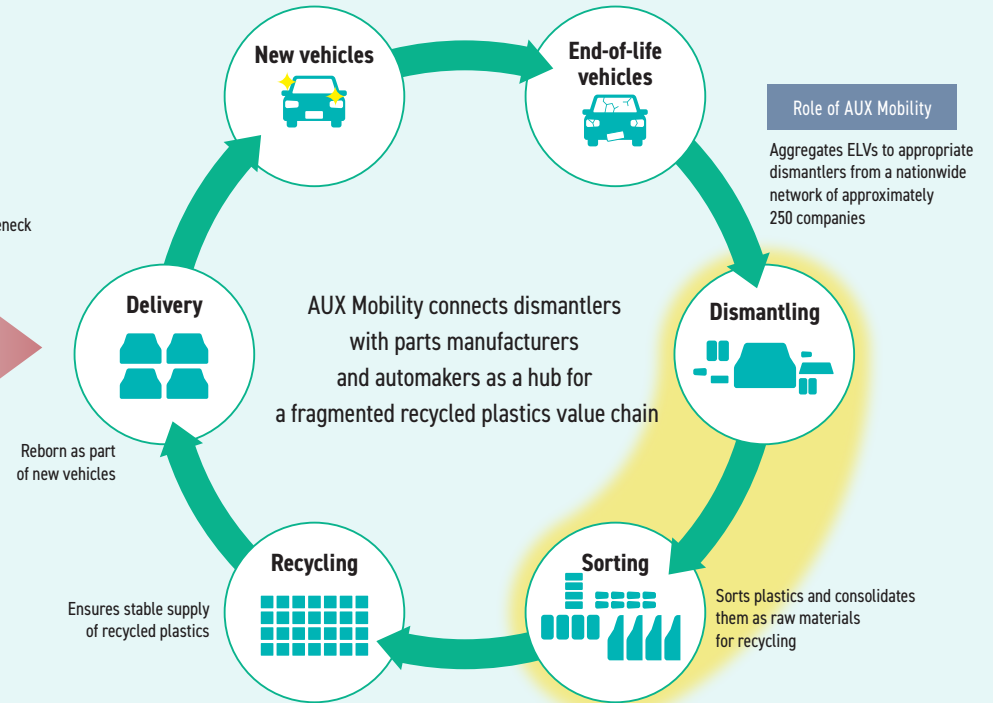 New vehicles
End-of-life
vehicles
Role of AUX Mobility
Aggregates ELVs to appropriate
dismantlers from a nationwide
network of approximately
250 companies
Dismantling
Sorting
Sorts plastics and consolidates
them as raw materials
for recycling
Recycling
Ensures stable supply
of recycled plastics
Delivery
Reborn as part
of new vehicles
AUX Mobility connects dismantlers
with parts manufacturers
and automakers as a hub for
a fragmented recycled plastics value chain